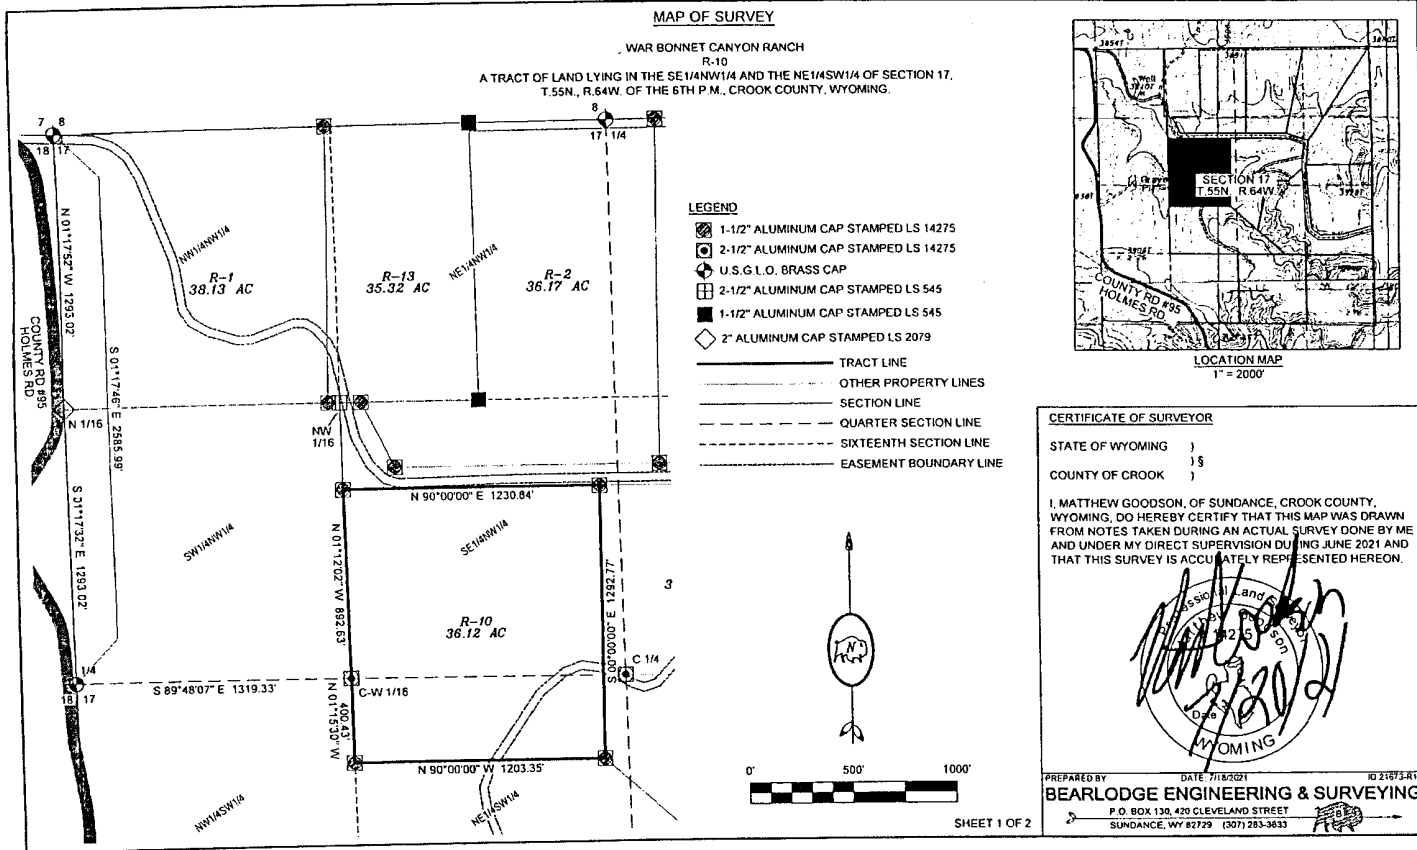 MAP OF SURVEY
WAR BONNET CANYON RANCH
R-10
A TRACT OF LAND LYING IN THE SE1/4NW1/4 AND THE NE1/4SW1/4 OF SECTION 17,
T.55N., R.64W. OF THE 6TH P.M., CROOK COUNTY, WYOMING.
7 8
18 17
8
17 1/4
NW1/4NW1/4
R-1
38.13 AC
R-13
35.32 AC
NE1/4NW1/4
R-2
36.17 AC
N 01°17'52" W 1293.02'
S 01°17'46" E 2585.99'
COUNTY RD #95
HOLMES RD
N 1/16
NW
1/16
S 01°17'32" E 1293.02'
SW1/4NW1/4
N 90°00'00" E 1230.84'
SE1/4NW1/4
N 01°12'02" W 892.63'
S 00°00'00" E 1292.77'
3
R-10
36.12 AC
C 1/4
1/4
18 17
S 89°48'07" E 1319.33'
C-W 1/16
400.43'
N 01°15'30" W
N 90°00'00" W 1203.35'
NW1/4SW1/4
NE1/4SW1/4
LEGEND
1-1/2" ALUMINUM CAP STAMPED LS 14275
2-1/2" ALUMINUM CAP STAMPED LS 14275
U.S.G.L.O. BRASS CAP
2-1/2" ALUMINUM CAP STAMPED LS 545
1-1/2" ALUMINUM CAP STAMPED LS 545
2" ALUMINUM CAP STAMPED LS 2079
TRACT LINE
OTHER PROPERTY LINES
SECTION LINE
QUARTER SECTION LINE
SIXTEENTH SECTION LINE
EASEMENT BOUNDARY LINE
N
0' 500' 1000'
SHEET 1 OF 2
3854T
Well
SECTION 17
T.55N., R.64W.
COUNTY RD #95
HOLMES RD
LOCATION MAP
1" = 2000'
CERTIFICATE OF SURVEYOR
STATE OF WYOMING )
) §
COUNTY OF CROOK )
I, MATTHEW GOODSON, OF SUNDANCE, CROOK COUNTY,
WYOMING, DO HEREBY CERTIFY THAT THIS MAP WAS DRAWN
FROM NOTES TAKEN DURING AN ACTUAL SURVEY DONE BY ME
AND UNDER MY DIRECT SUPERVISION DURING JUNE 2021 AND
THAT THIS SURVEY IS ACCURATELY REPRESENTED HEREON.
Professional Land Surveyor
14275
Date
WYOMING
PREPARED BY DATE: 7/18/2021 ID 21673-R1
BEARLODGE ENGINEERING & SURVEYING
P.O. BOX 130, 420 CLEVELAND STREET
SUNDANCE, WY 82729 (307) 283-3833